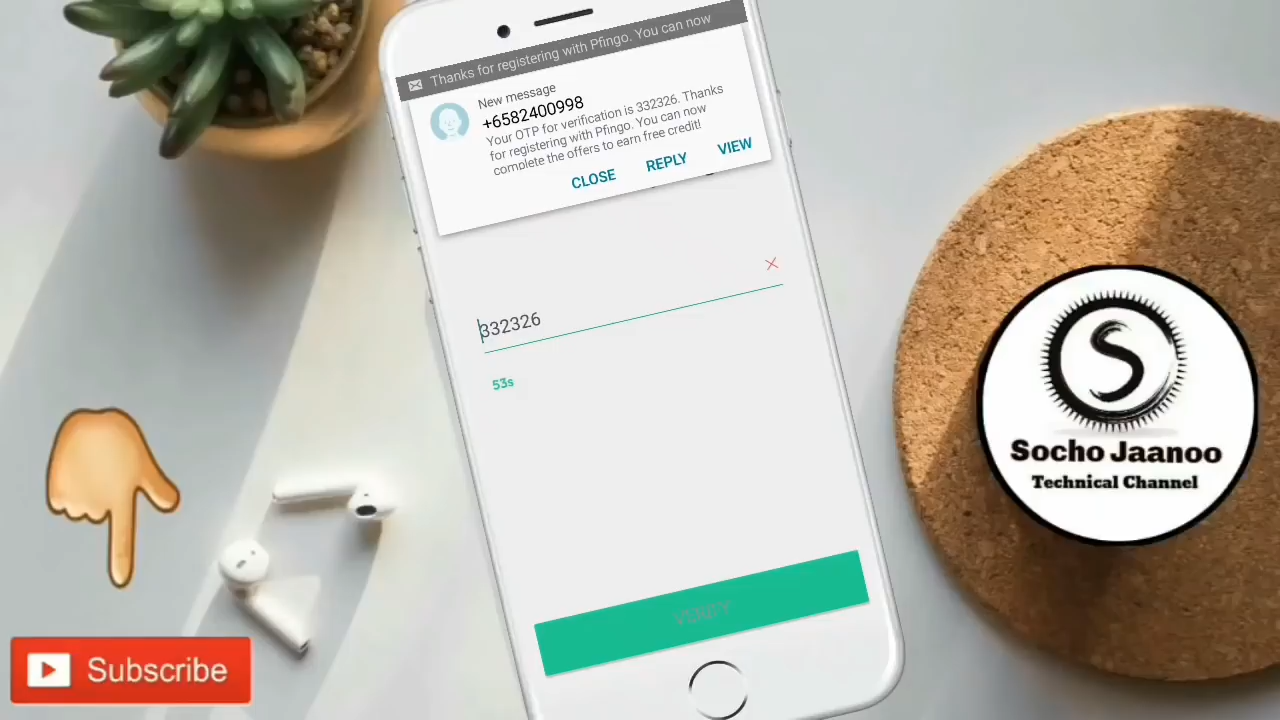 Thanks for registering with Pfingo. You can now
New message
+6582400998
Your OTP for verification is 332326. Thanks
for registering with Pfingo. You can now
complete the offers to earn free credit!
CLOSE REPLY VIEW
332326
53s
VERIFY
S
Socho Jaanoo
Technical Channel
Subscribe